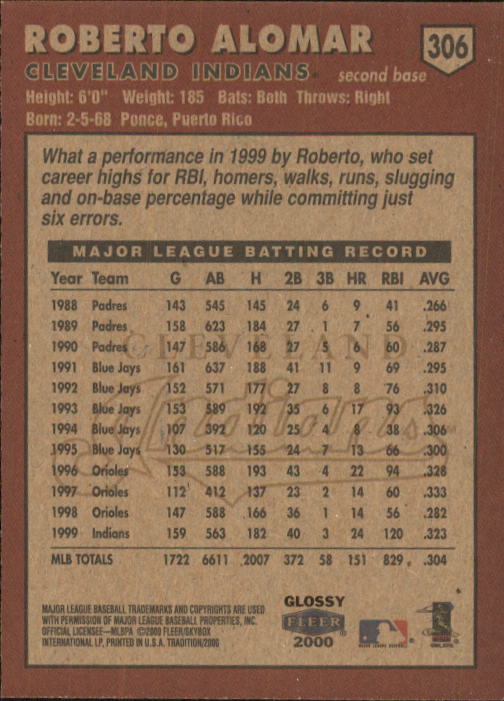 ROBERTO ALOMAR
306
CLEVELAND INDIANS® second base
Height: 6'0" Weight: 185 Bats: Both Throws: Right
Born: 2-5-68 Ponce, Puerto Rico
What a performance in 1999 by Roberto, who set
career highs for RBI, homers, walks, runs, slugging
and on-base percentage while committing just
six errors.
MAJOR LEAGUE BATTING RECORD
Year Team G AB H 2B 3B HR RBI AVG
1988 Padres 143 545 145 24 6 9 41 .266
1989 Padres 158 623 184 27 1 7 56 .295
1990 Padres 147 586 168 27 5 6 60 .287
1991 Blue Jays 161 637 188 41 11 9 69 .295
1992 Blue Jays 152 571 177 27 8 8 76 .310
1993 Blue Jays 153 589 192 35 6 17 93 .326
1994 Blue Jays 107 392 120 25 4 8 38 .306
1995 Blue Jays 130 517 155 24 7 13 66 .300
1996 Orioles 153 588 193 43 4 22 94 .328
1997 Orioles 112 412 137 23 2 14 60 .333
1998 Orioles 147 588 166 36 1 14 56 .282
1999 Indians 159 563 182 40 3 24 120 .323
MLB TOTALS 1722 6611 2007 372 58 151 829 .304
CLEVELAND
Indians
MAJOR LEAGUE BASEBALL TRADEMARKS AND COPYRIGHTS ARE USED
WITH PERMISSION OF MAJOR LEAGUE BASEBALL PROPERTIES, INC.
OFFICIAL LICENSEE—MLBPA ©2000 FLEER/SKYBOX
INTERNATIONAL LP, PRINTED IN U.S.A. TRADITION/2000
GLOSSY
FLEER
2000